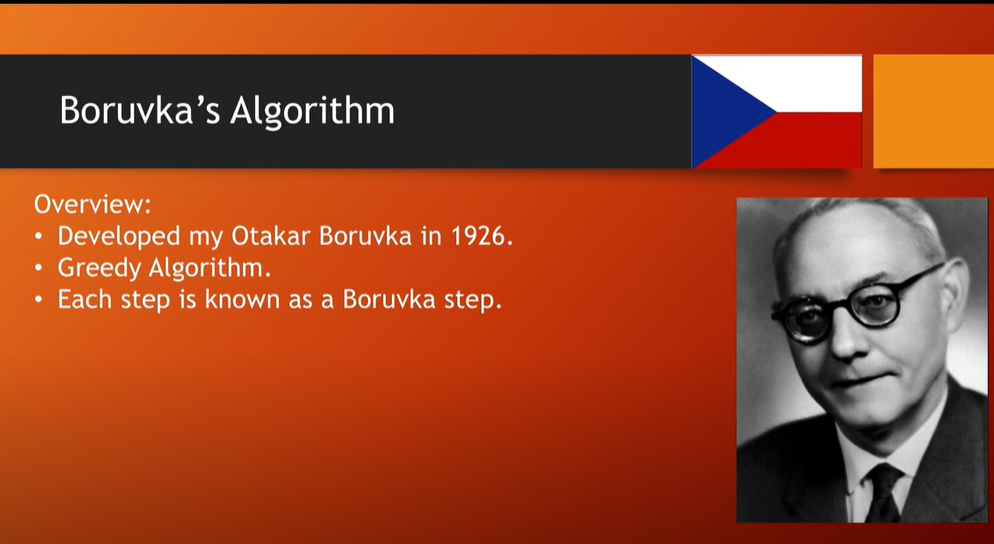 Boruvka's Algorithm
Overview:
• Developed my Otakar Boruvka in 1926.
• Greedy Algorithm.
• Each step is known as a Boruvka step.